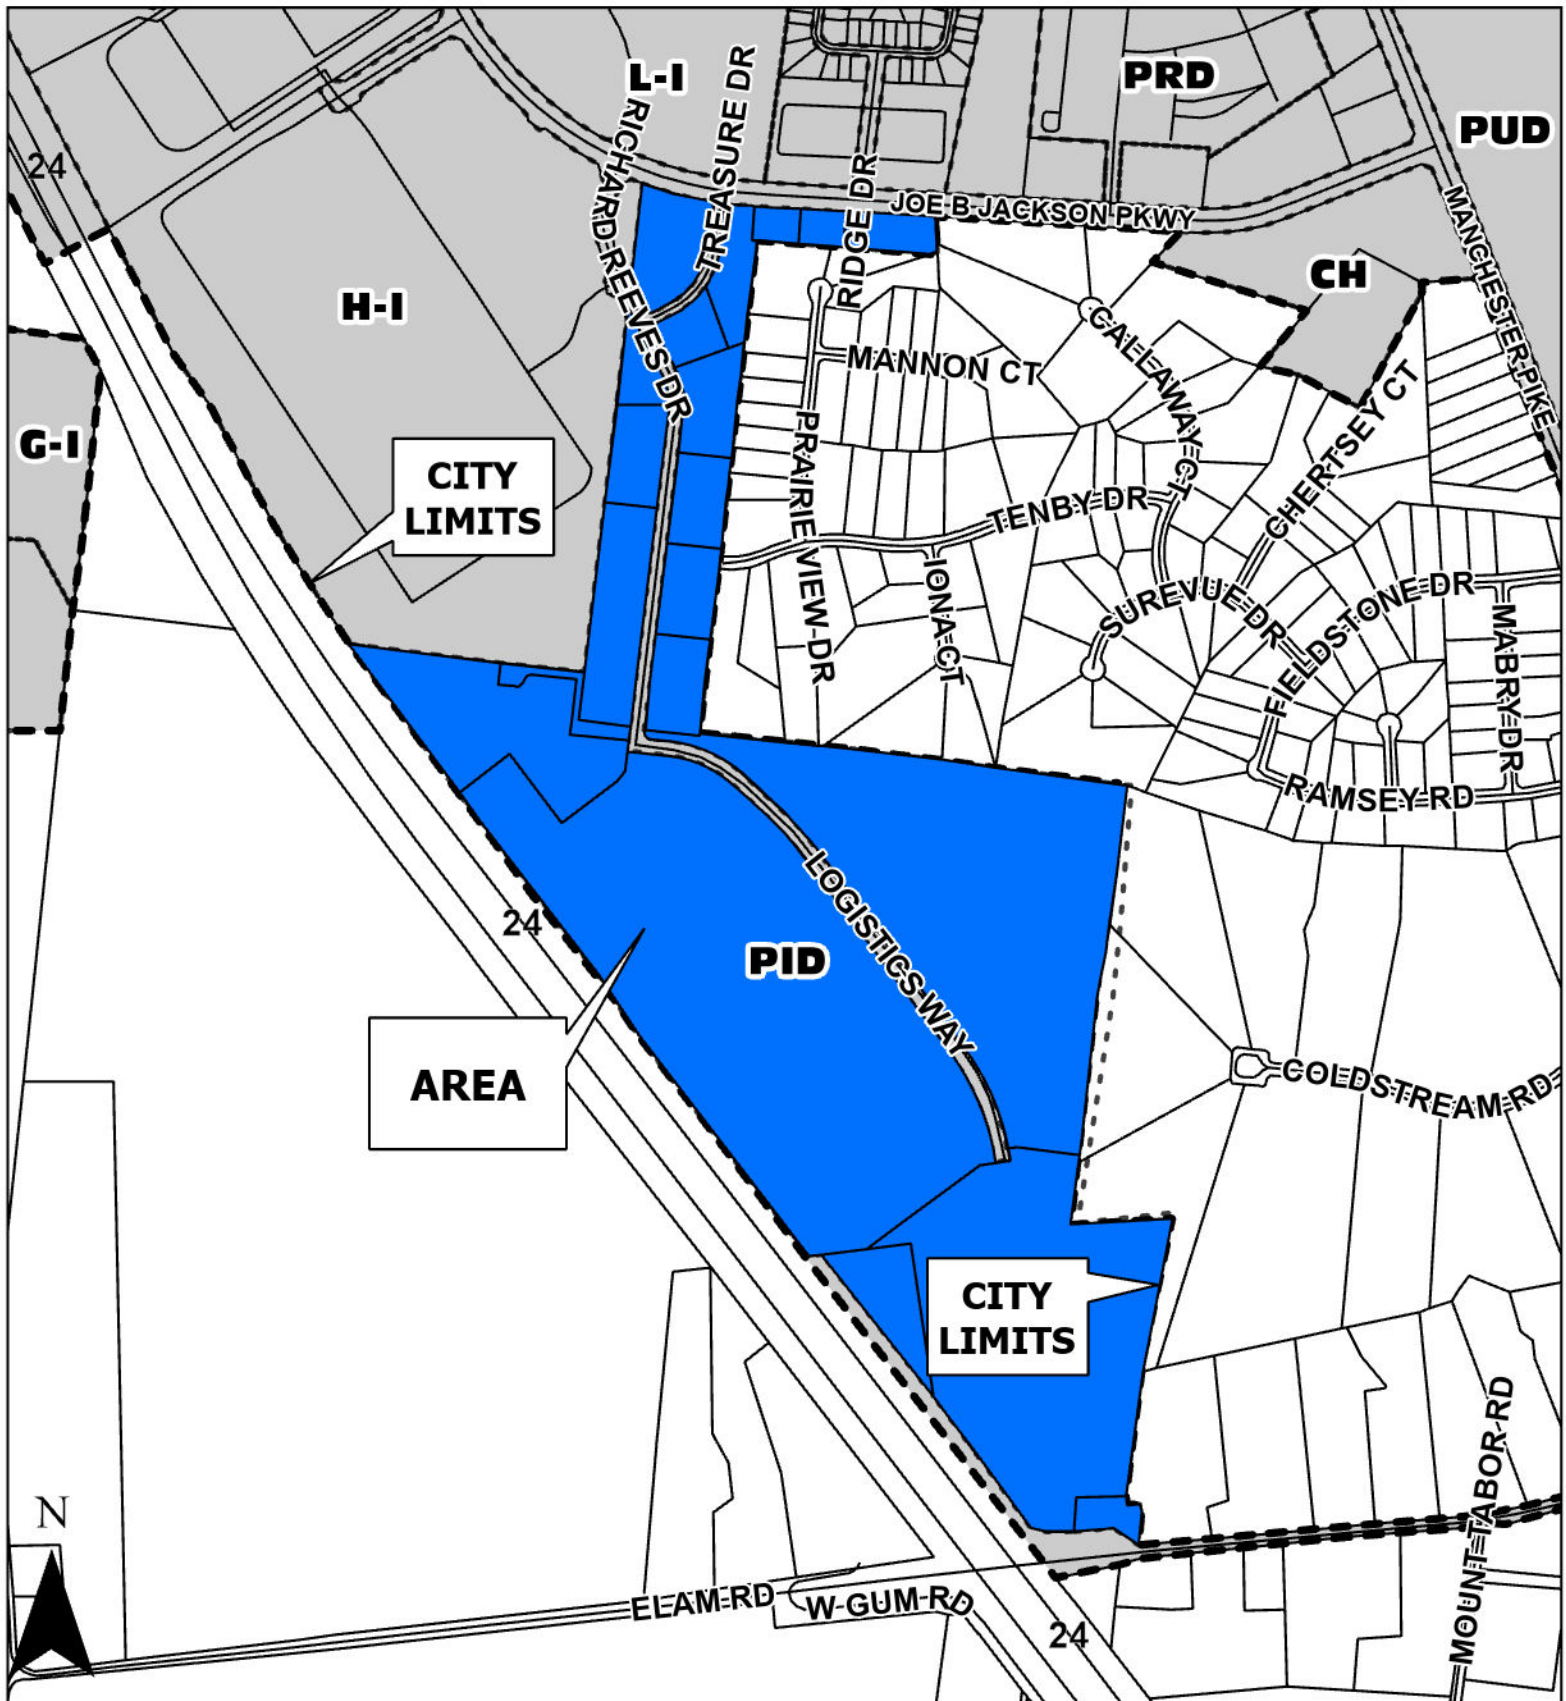 L-I
PRD
PUD
24
RICHARD REEVES DR
TREASURE DR
RIDGE DR
JOE B JACKSON PKWY
MANCHESTER PIKE
CH
H-I
CALLAWAY CT
MANNON CT
CHERTSEY CT
G-I
CITY
LIMITS
PRAIRIE VIEW DR
TENBY DR
IONA CT
SUREVUE DR
FIELDSTONE DR
MABRY DR
RAMSEY RD
LOGISTICS WAY
24
PID
AREA
COLDSTREAM RD
CITY
LIMITS
MOUNT TABOR RD
N
ELAM RD
W GUM RD
24